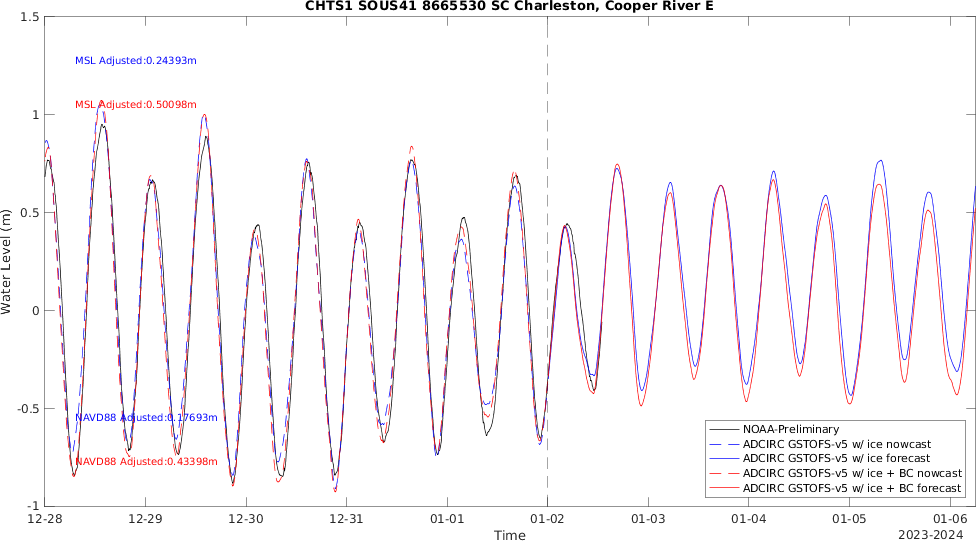 CHTS1 SOUS41 8665530 SC Charleston, Cooper River E
1.5
1
0.5
0
-0.5
-1
Water Level (m)
MSL Adjusted:0.24393m
MSL Adjusted:0.50098m
NAVD88 Adjusted:0.17693m
NAVD88 Adjusted:0.43398m
NOAA-Preliminary
ADCIRC GSTOFS-v5 w/ ice nowcast
ADCIRC GSTOFS-v5 w/ ice forecast
ADCIRC GSTOFS-v5 w/ ice + BC nowcast
ADCIRC GSTOFS-v5 w/ ice + BC forecast
12-28 12-29 12-30 12-31 01-01 01-02 01-03 01-04 01-05 01-06
Time
2023-2024